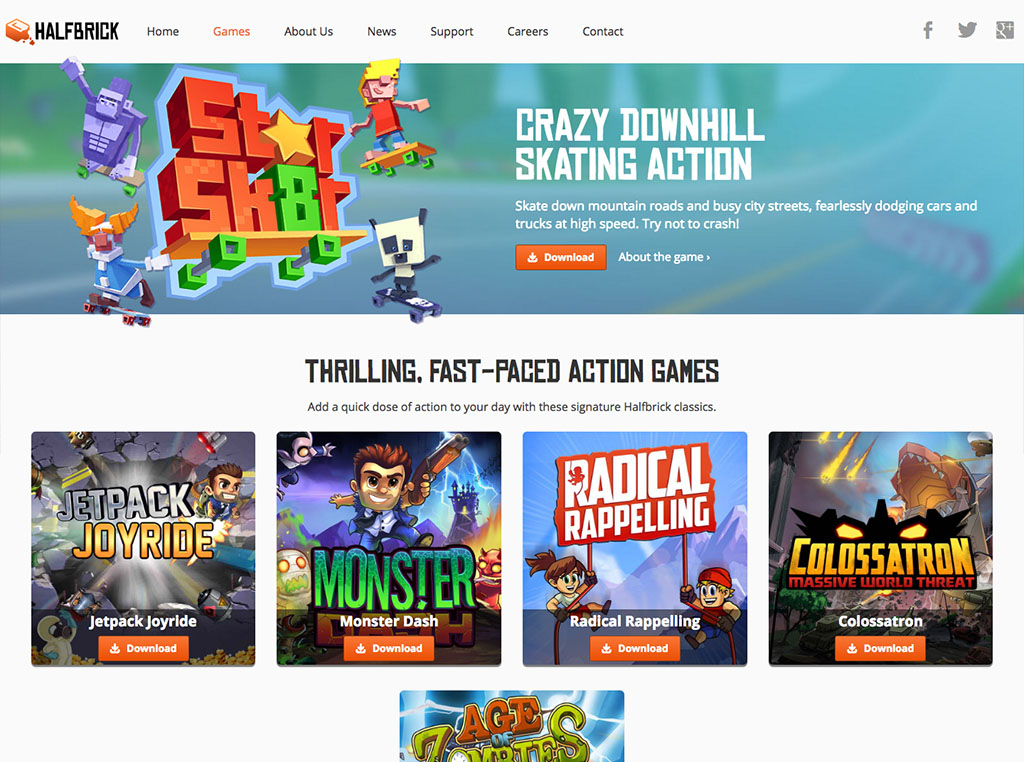 HALFBRICK
Home Games About Us News Support Careers Contact
Star
Sk8r
CRAZY DOWNHILL
SKATING ACTION
Skate down mountain roads and busy city streets, fearlessly dodging cars and
trucks at high speed. Try not to crash!
Download About the game ›
THRILLING, FAST-PACED ACTION GAMES
Add a quick dose of action to your day with these signature Halfbrick classics.
JETPACK
JOYRIDE
Jetpack Joyride
Download
MONSTER
DASH
Monster Dash
Download
RADICAL
RAPPELLING
Radical Rappelling
Download
COLOSSATRON
MASSIVE WORLD THREAT
Colossatron
Download
AGE
OF
ZOMBIES